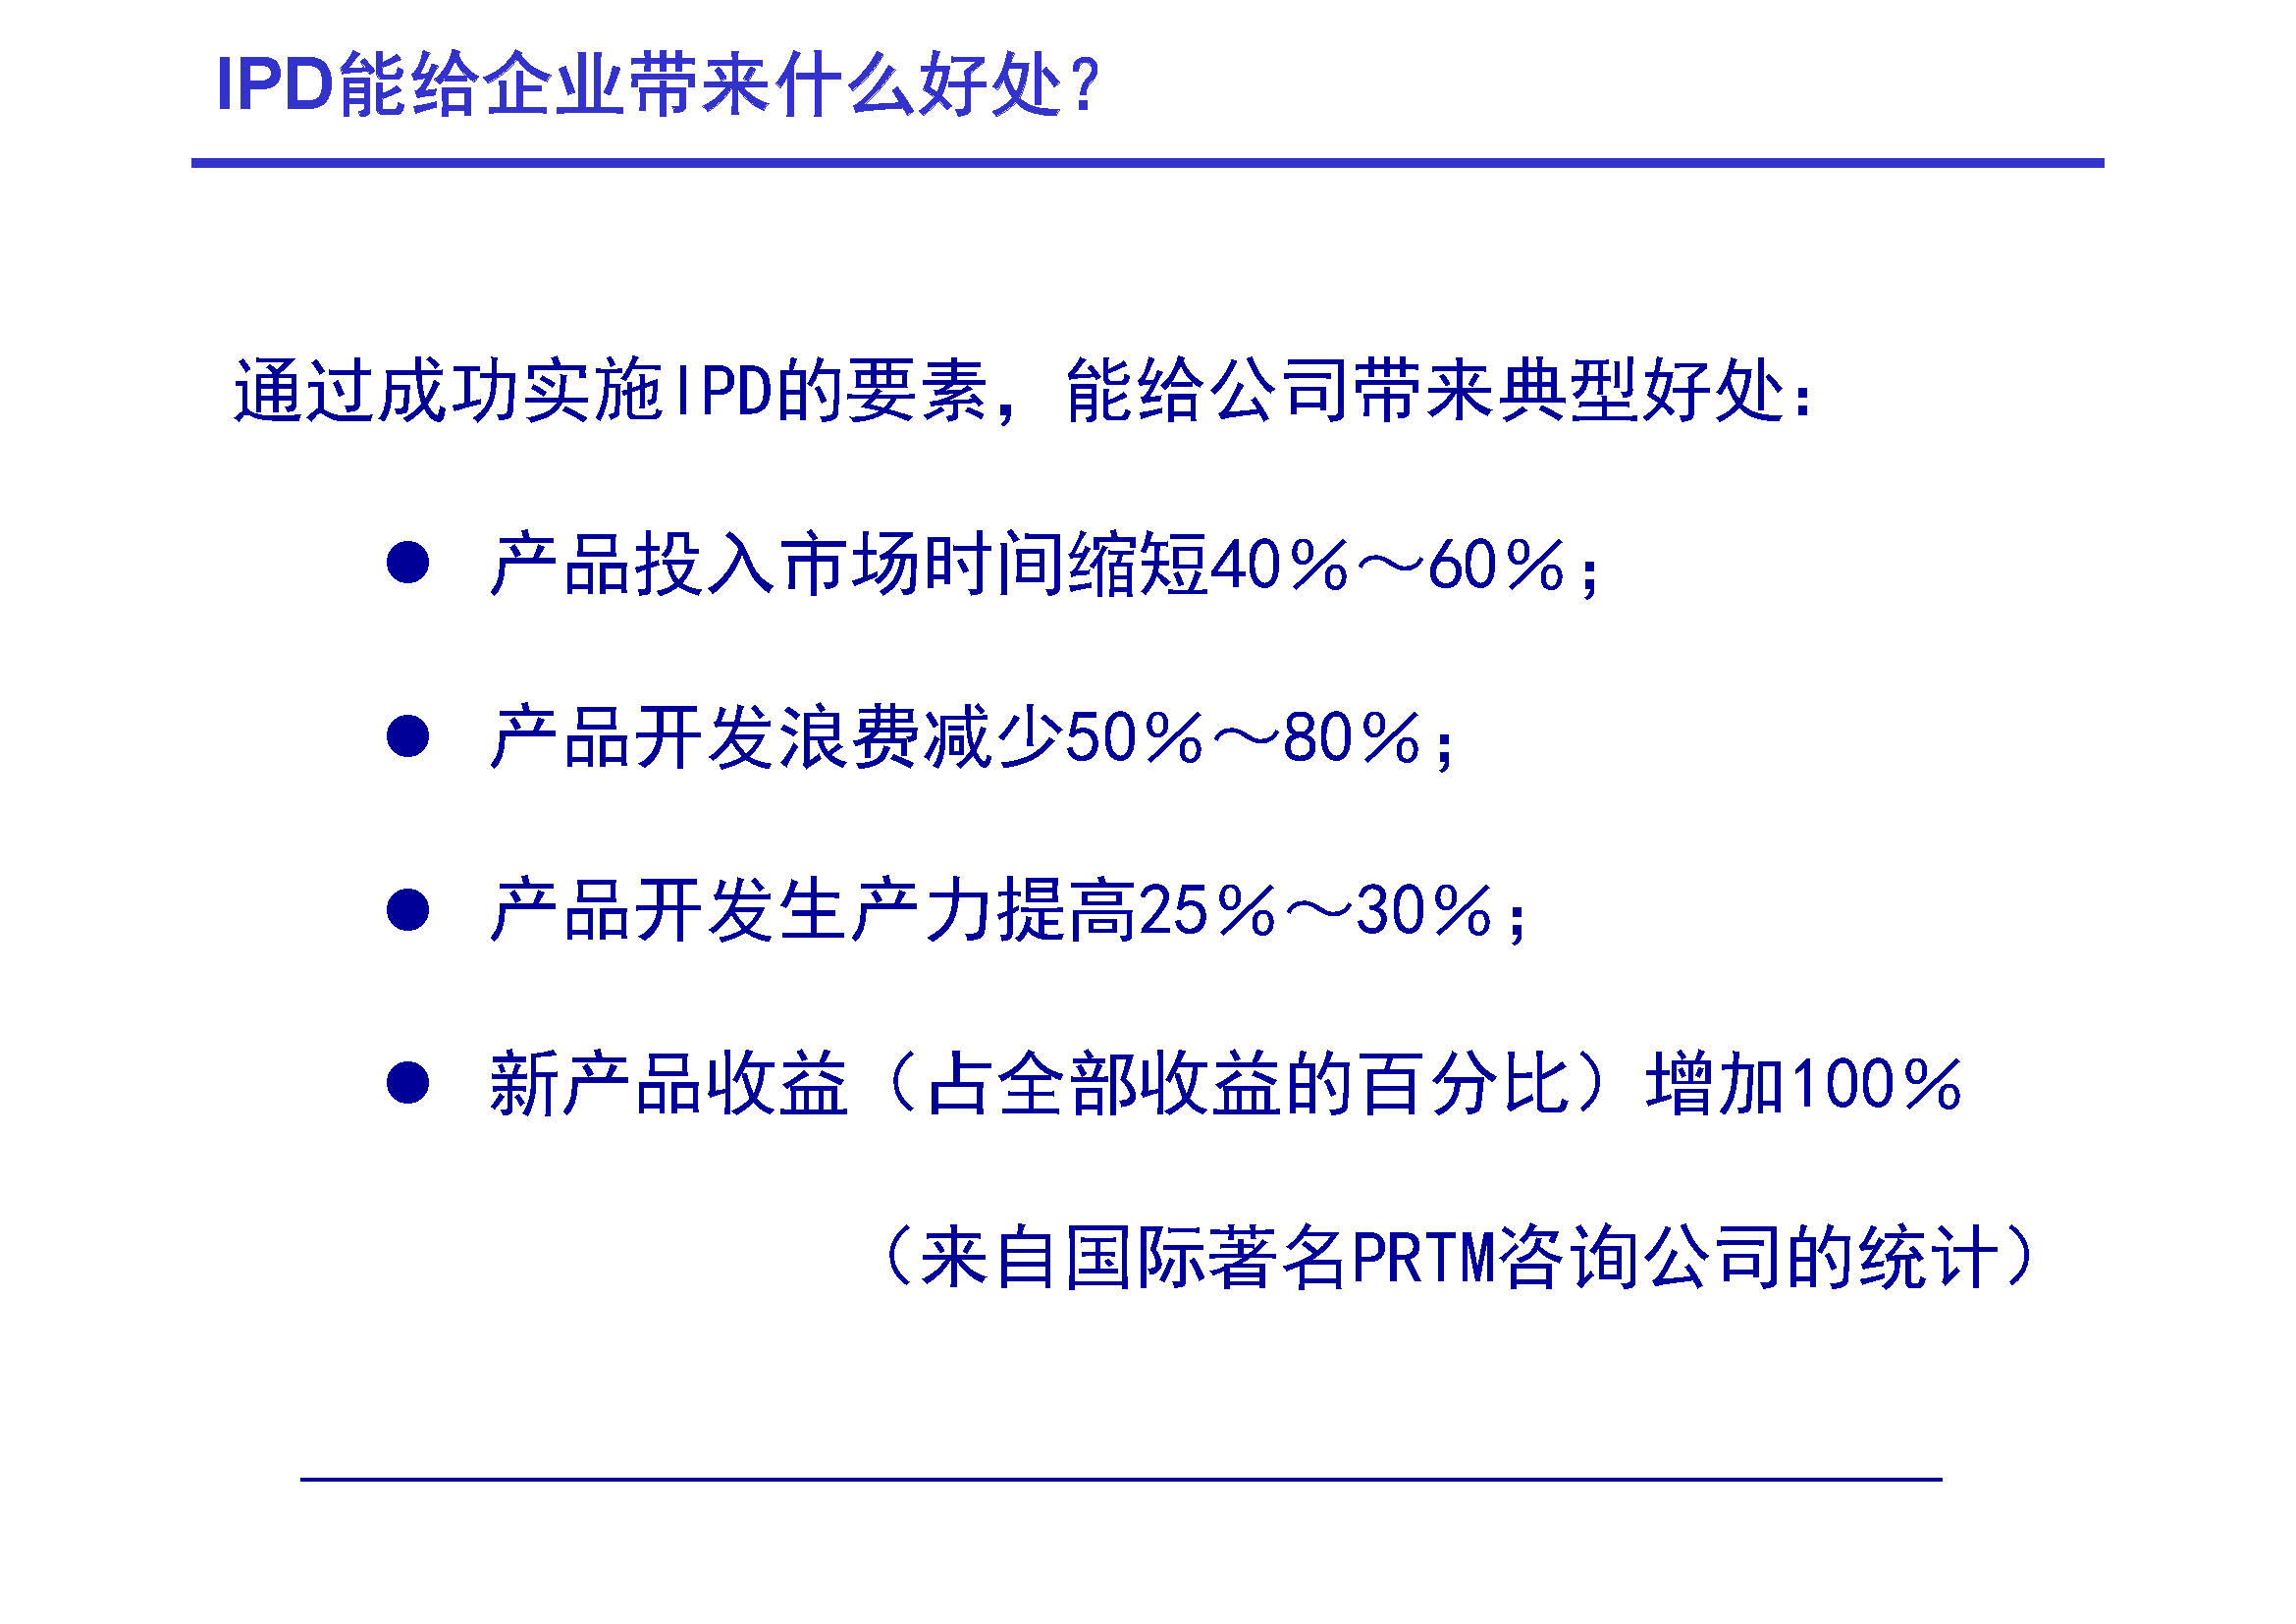 IPD能给企业带来什么好处?
通过成功实施IPD的要素，能给公司带来典型好处：
● 产品投入市场时间缩短40％～60％；
● 产品开发浪费减少50％～80％；
● 产品开发生产力提高25％～30％；
● 新产品收益（占全部收益的百分比）增加100％
（来自国际著名PRTM咨询公司的统计）